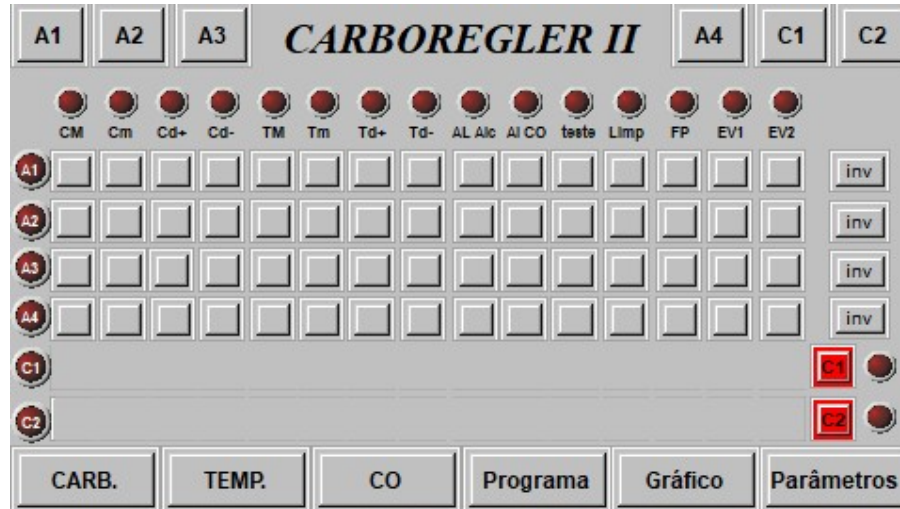 A1 A2 A3 CARBOREGLER II A4 C1 C2
CM Cm Cd+ Cd- TM Tm Td+ Td- AL Alc Al CO teste Limp FP EV1 EV2
A1 inv
A2 inv
A3 inv
A4 inv
C1 C1
C2 C2
CARB. TEMP. CO Programa Gráfico Parâmetros